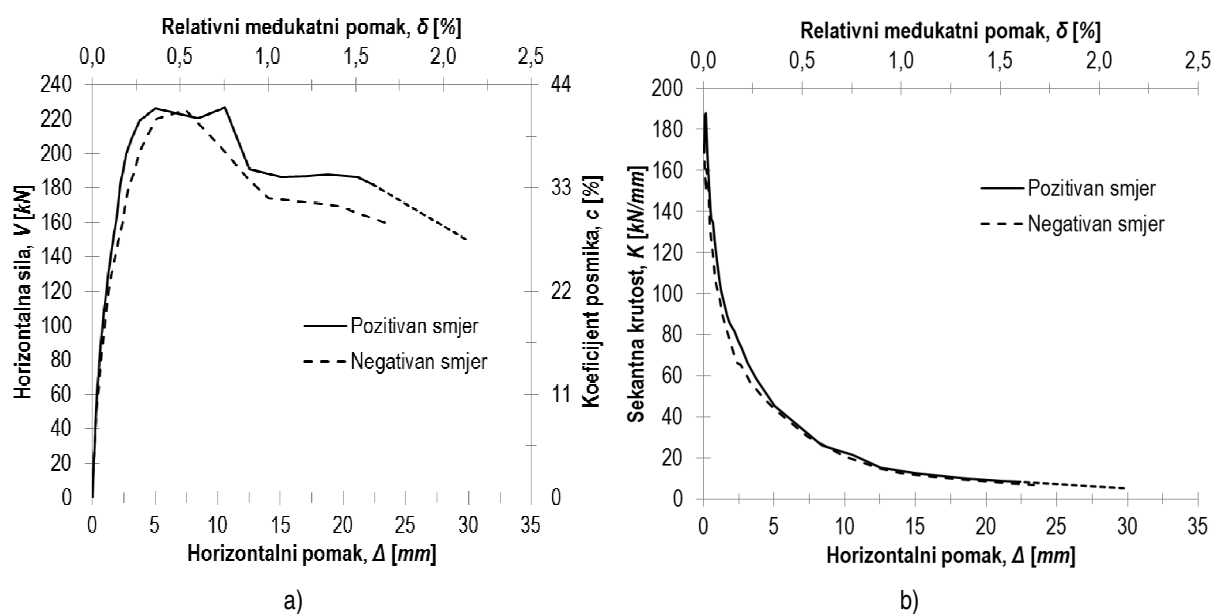 Relativni međukatni pomak, δ [%]
0,0 0,5 1,0 1,5 2,0 2,5
240
220
200
180
160
140
120
100
80
60
40
20
0
Horizontalna sila, V [kN]
44
33
22
11
0
Koeficijent posmika, c [%]
Pozitivan smjer
Negativan smjer
0 5 10 15 20 25 30 35
Horizontalni pomak, Δ [mm]
a)
Relativni međukatni pomak, δ [%]
0,0 0,5 1,0 1,5 2,0 2,5
200
180
160
140
120
100
80
60
40
20
0
Sekantna krutost, K [kN/mm]
Pozitivan smjer
Negativan smjer
0 5 10 15 20 25 30 35
Horizontalni pomak, Δ [mm]
b)